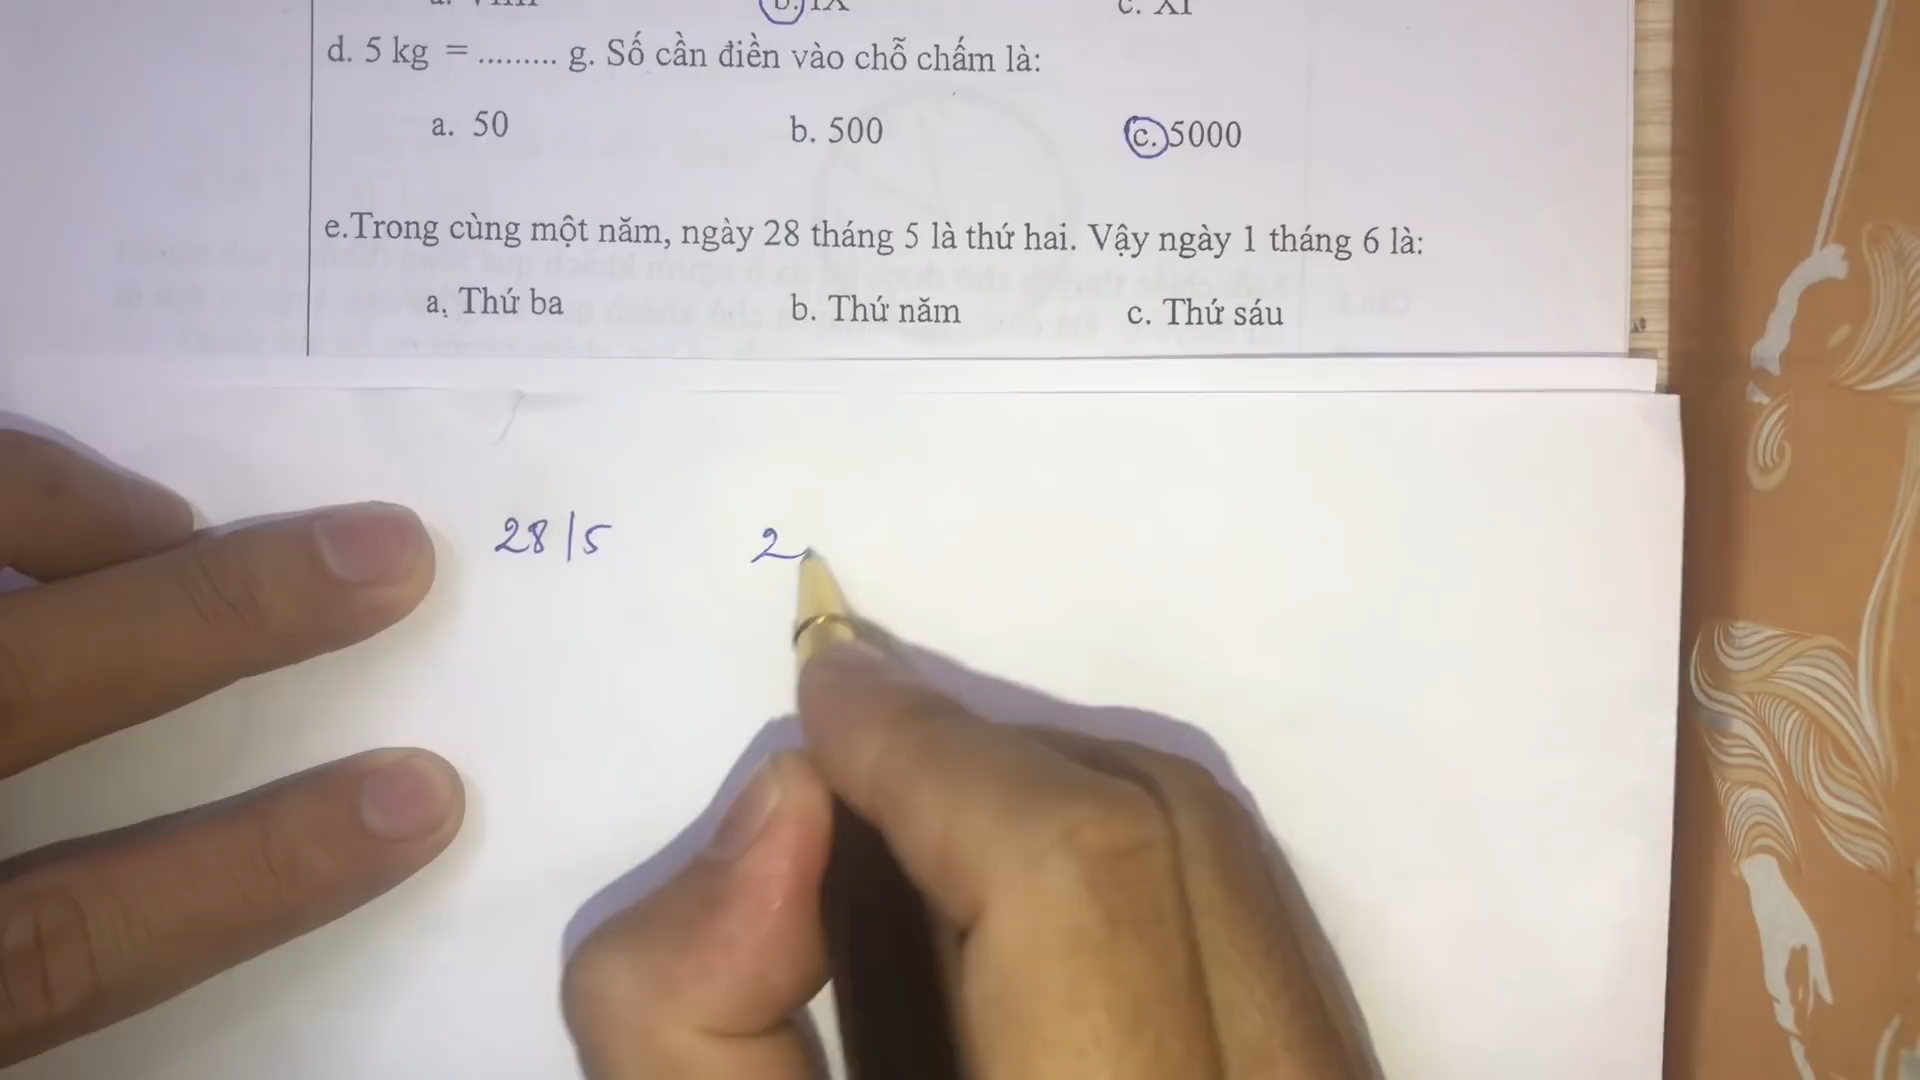 b. IX c. XI
d. 5 kg = ......... g. Số cần điền vào chỗ chấm là:
a. 50 b. 500 c. 5000
e.Trong cùng một năm, ngày 28 tháng 5 là thứ hai. Vậy ngày 1 tháng 6 là:
a. Thứ ba b. Thứ năm c. Thứ sáu
28/5 2